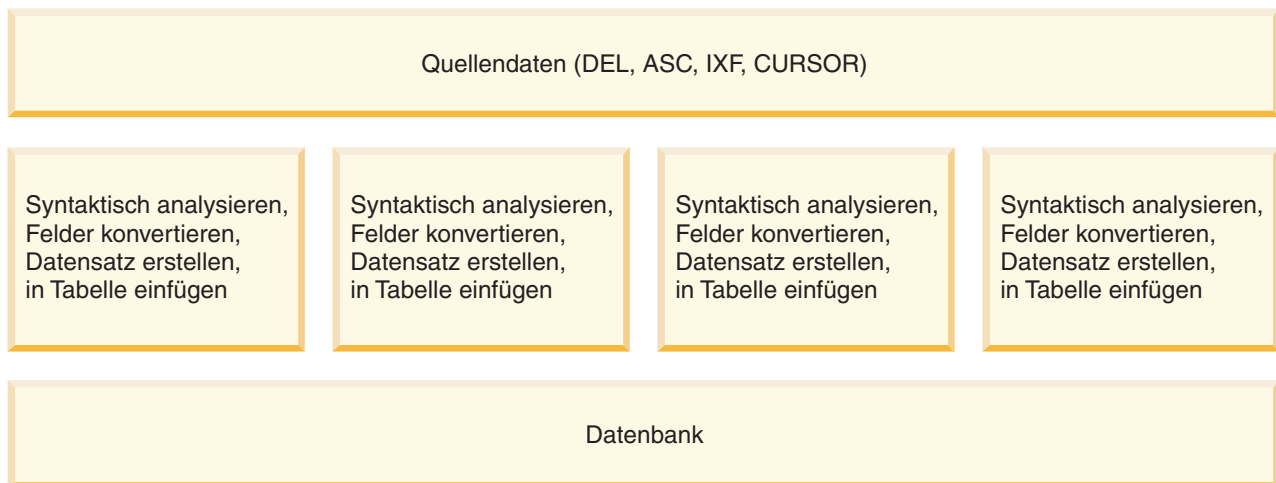 Quellendaten (DEL, ASC, IXF, CURSOR)
Syntaktisch analysieren,
Felder konvertieren,
Datensatz erstellen,
in Tabelle einfügen
Syntaktisch analysieren,
Felder konvertieren,
Datensatz erstellen,
in Tabelle einfügen
Syntaktisch analysieren,
Felder konvertieren,
Datensatz erstellen,
in Tabelle einfügen
Syntaktisch analysieren,
Felder konvertieren,
Datensatz erstellen,
in Tabelle einfügen
Datenbank